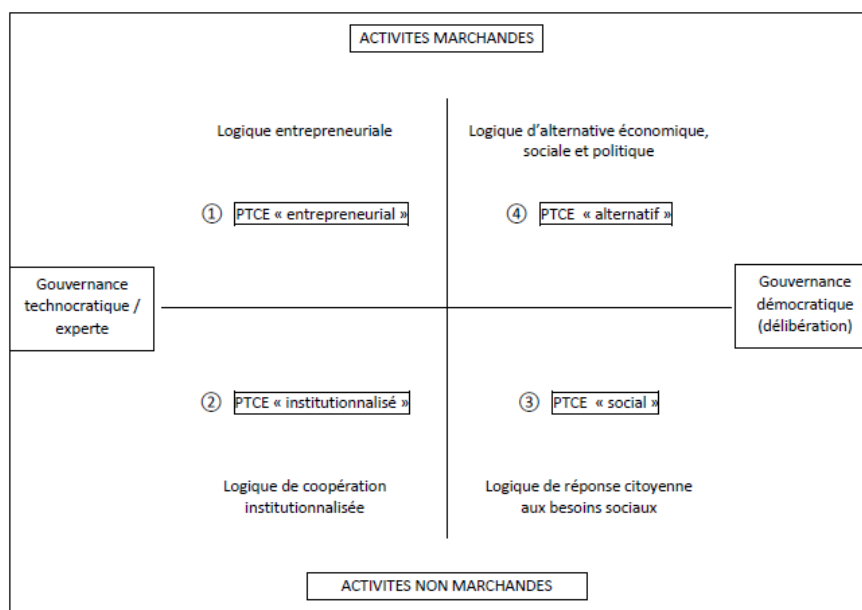 ACTIVITES MARCHANDES
Logique entrepreneuriale
Logique d'alternative économique,
sociale et politique
① PTCE « entrepreneurial »
④ PTCE « alternatif »
Gouvernance
technocratique /
experte
Gouvernance
démocratique
(délibération)
② PTCE « institutionnalisé »
③ PTCE « social »
Logique de coopération
institutionnalisée
Logique de réponse citoyenne
aux besoins sociaux
ACTIVITES NON MARCHANDES